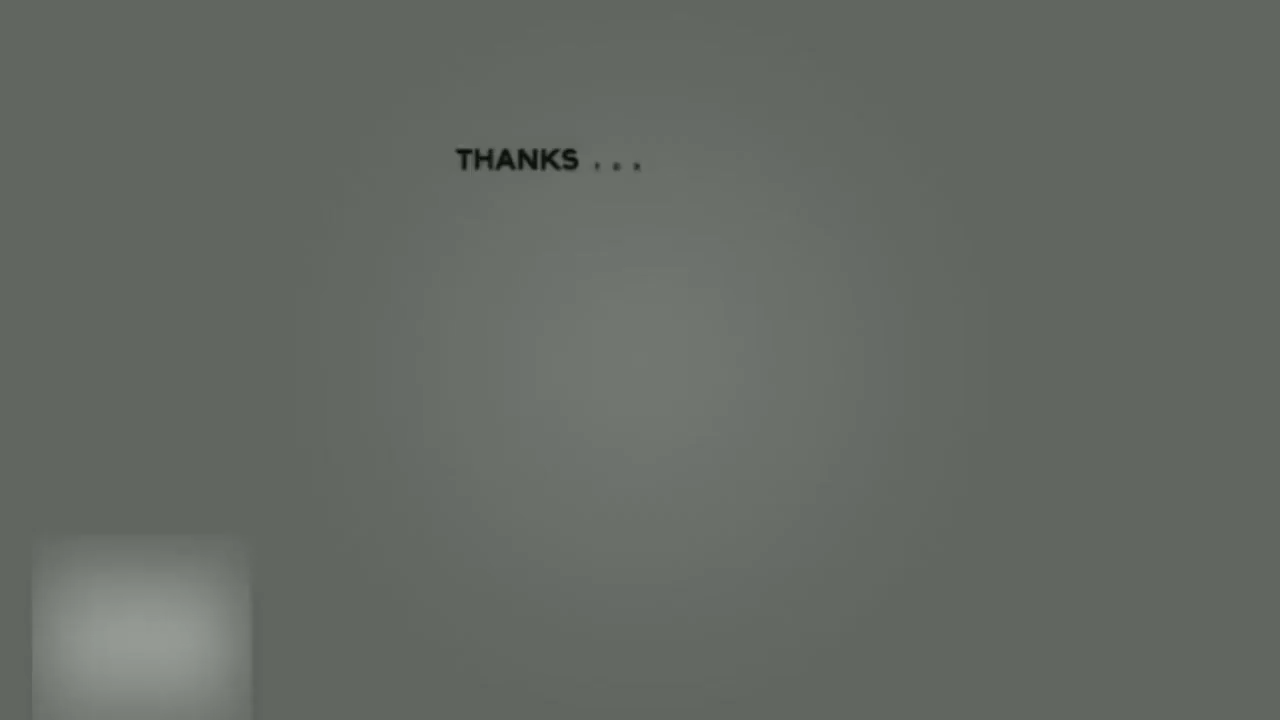 THANKS . . .